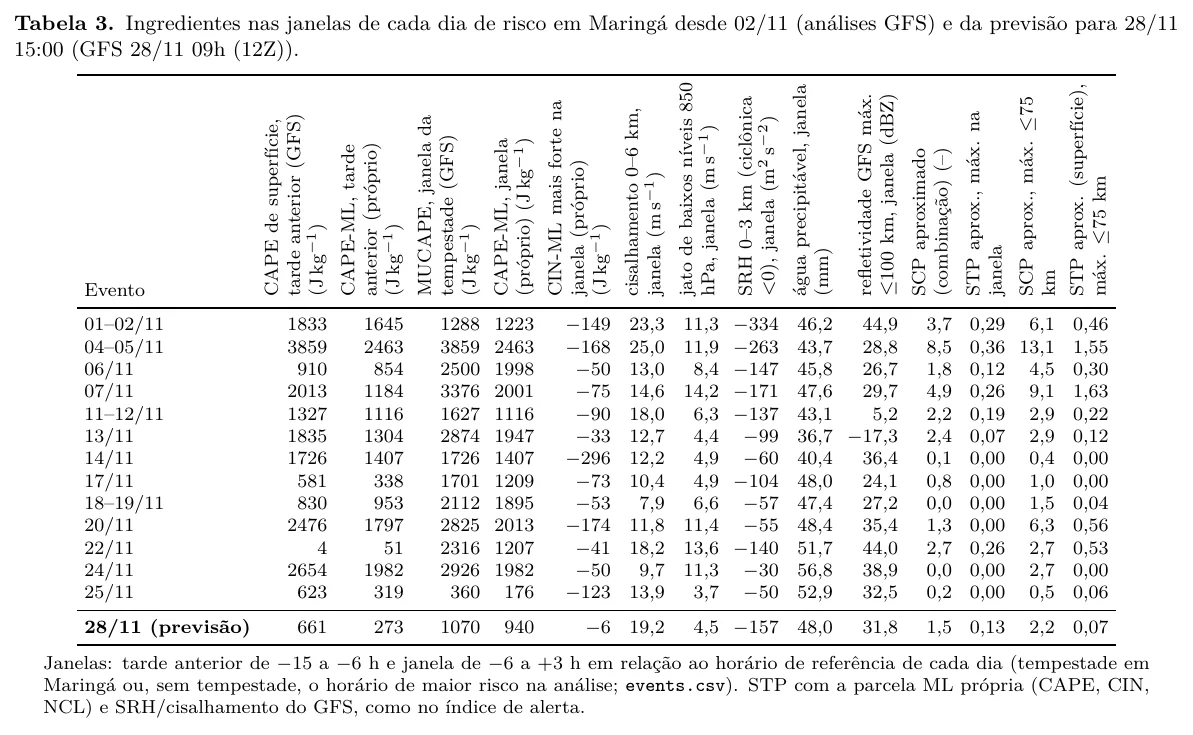 Tabela 3. Ingredientes nas janelas de cada dia de risco em Maringá desde 02/11 (análises GFS) e da previsão para 28/11
15:00 (GFS 28/11 09h (12Z)).
Evento
CAPE de superfície,
tarde anterior (GFS)
(J kg⁻¹)
CAPE-ML, tarde
anterior (próprio)
(J kg⁻¹)
MUCAPE, janela da
tempestade (GFS)
(J kg⁻¹)
CAPE-ML, janela
(próprio) (J kg⁻¹)
CIN-ML mais forte na
janela (próprio)
(J kg⁻¹)
cisalhamento 0–6 km,
janela (m s⁻¹)
jato de baixos níveis 850
hPa, janela (m s⁻¹)
SRH 0–3 km (ciclônica
<0), janela (m² s⁻²)
água precipitável, janela
(mm)
refletividade GFS máx.
≤100 km, janela (dBZ)
SCP aproximado
(combinação) (–)
STP aprox., máx. na
janela
SCP aprox., máx. ≤75
km
STP aprox. (superfície),
máx. ≤75 km
01–02/11 1833 1645 1288 1223 −149 23,3 11,3 −334 46,2 44,9 3,7 0,29 6,1 0,46
04–05/11 3859 2463 3859 2463 −168 25,0 11,9 −263 43,7 28,8 8,5 0,36 13,1 1,55
06/11 910 854 2500 1998 −50 13,0 8,4 −147 45,8 26,7 1,8 0,12 4,5 0,30
07/11 2013 1184 3376 2001 −75 14,6 14,2 −171 47,6 29,7 4,9 0,26 9,1 1,63
11–12/11 1327 1116 1627 1116 −90 18,0 6,3 −137 43,1 5,2 2,2 0,19 2,9 0,22
13/11 1835 1304 2874 1947 −33 12,7 4,4 −99 36,7 −17,3 2,4 0,07 2,9 0,12
14/11 1726 1407 1726 1407 −296 12,2 4,9 −60 40,4 36,4 0,1 0,00 0,4 0,00
17/11 581 338 1701 1209 −73 10,4 4,9 −104 48,0 24,1 0,8 0,00 1,0 0,00
18–19/11 830 953 2112 1895 −53 7,9 6,6 −57 47,4 27,2 0,0 0,00 1,5 0,04
20/11 2476 1797 2825 2013 −174 11,8 11,4 −55 48,4 35,4 1,3 0,00 6,3 0,56
22/11 4 51 2316 1207 −41 18,2 13,6 −140 51,7 44,0 2,7 0,26 2,7 0,53
24/11 2654 1982 2926 1982 −50 9,7 11,3 −30 56,8 38,9 0,0 0,00 2,7 0,00
25/11 623 319 360 176 −123 13,9 3,7 −50 52,9 32,5 0,2 0,00 0,5 0,06
28/11 (previsão) 661 273 1070 940 −6 19,2 4,5 −157 48,0 31,8 1,5 0,13 2,2 0,07
Janelas: tarde anterior de −15 a −6 h e janela de −6 a +3 h em relação ao horário de referência de cada dia (tempestade em
Maringá ou, sem tempestade, o horário de maior risco na análise; events.csv). STP com a parcela ML própria (CAPE, CIN,
NCL) e SRH/cisalhamento do GFS, como no índice de alerta.